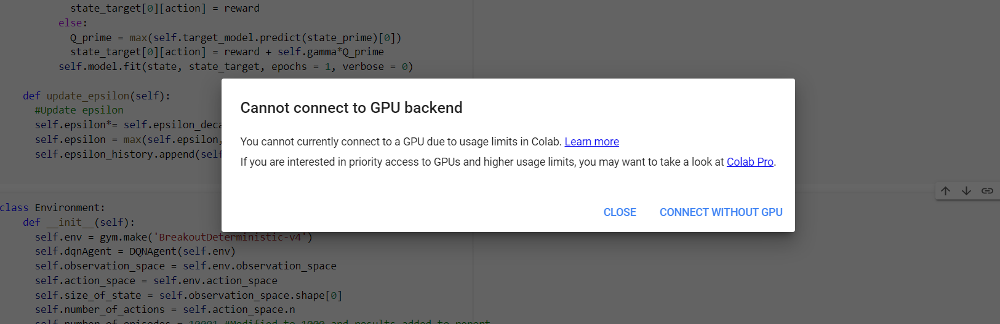 state_target[0][action] = reward
else:
Q_prime = max(self.target_model.predict(state_prime)[0])
state_target[0][action] = reward + self.gamma*Q_prime
self.model.fit(state, state_target, epochs = 1, verbose = 0)
def update_epsilon(self):
#Update epsilon
self.epsilon*= self.epsilon_deca
self.epsilon = max(self.epsilon,
self.epsilon_history.append(self
Cannot connect to GPU backend
You cannot currently connect to a GPU due to usage limits in Colab. Learn more
If you are interested in priority access to GPUs and higher usage limits, you may want to take a look at Colab Pro.
CLOSE CONNECT WITHOUT GPU
class Environment:
def __init__(self):
self.env = gym.make('BreakoutDeterministic-v4')
self.dqnAgent = DQNAgent(self.env)
self.observation_space = self.env.observation_space
self.action_space = self.env.action_space
self.size_of_state = self.observation_space.shape[0]
self.number_of_actions = self.action_space.n
self.number_of_episodes = 10001 #Modified to 1000 and results added to report